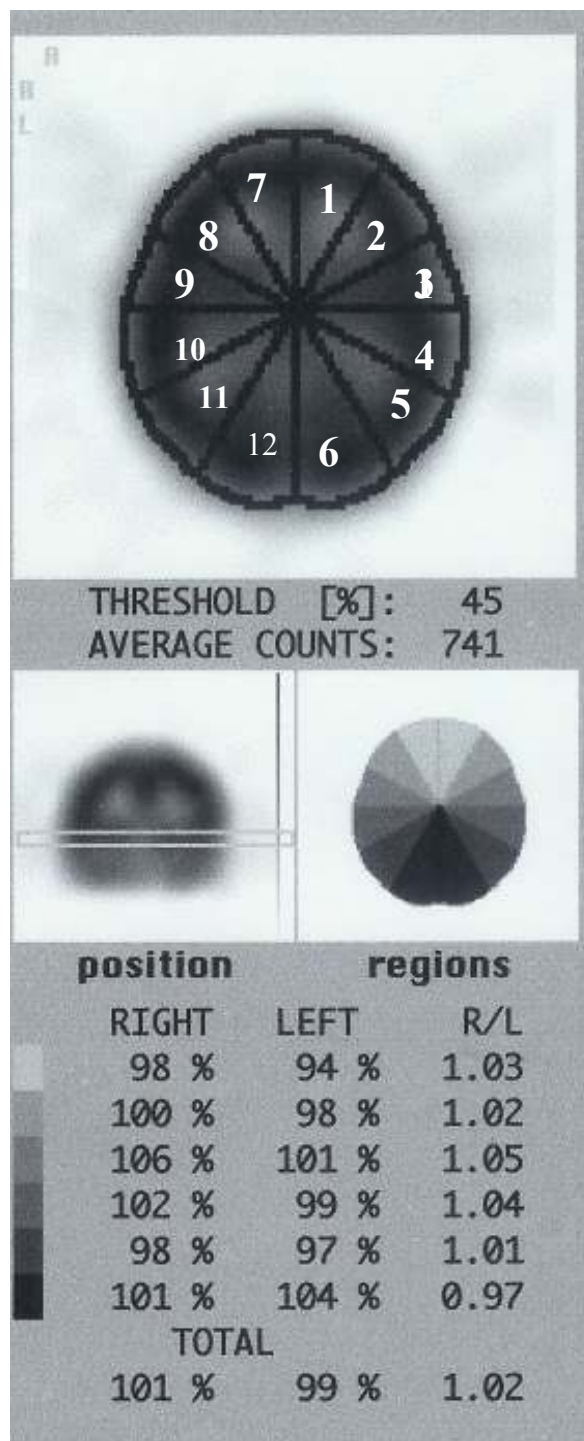 R
R
L
7 1
8 2
9 3
10 4
11 5
12 6
THRESHOLD [%]: 45
AVERAGE COUNTS: 741
position regions
RIGHT LEFT R/L
98 % 94 % 1.03
100 % 98 % 1.02
106 % 101 % 1.05
102 % 99 % 1.04
98 % 97 % 1.01
101 % 104 % 0.97
TOTAL
101 % 99 % 1.02